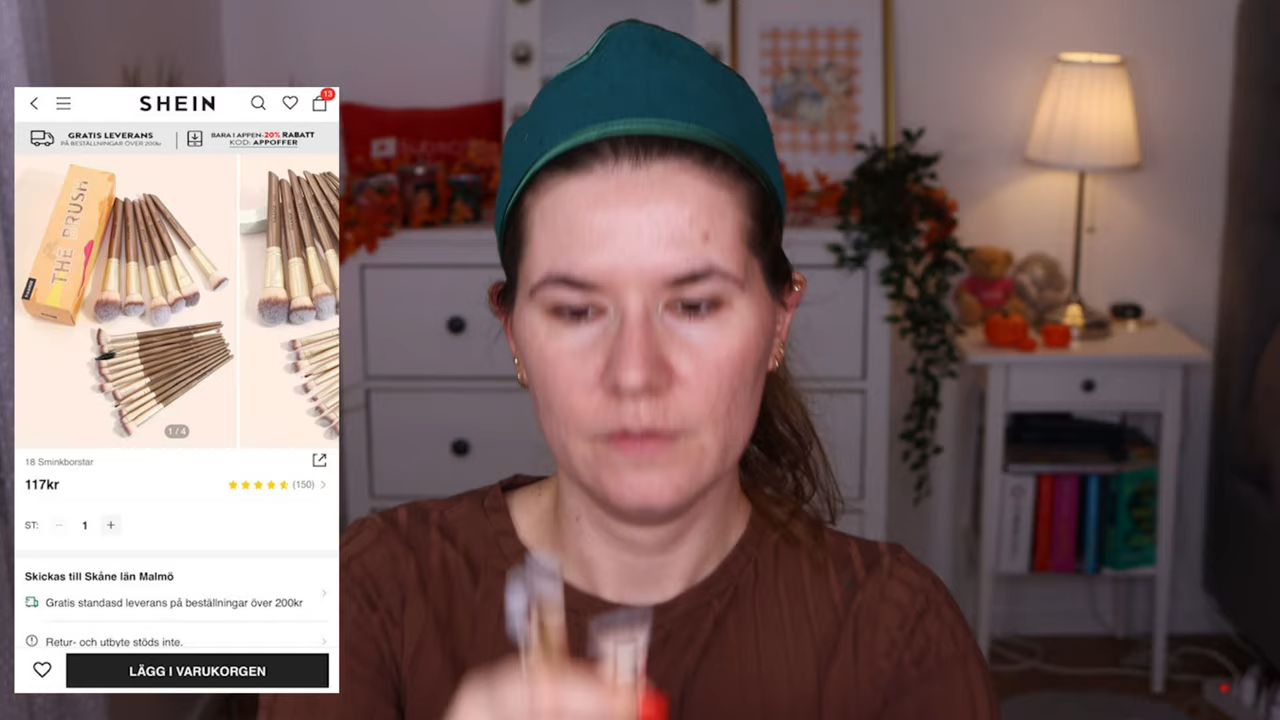 SHEIN
13
GRATIS LEVERANS
PÅ BESTÄLLNINGAR ÖVER 200kr
BARA I APPEN-20% RABATT
KOD: APPOFFER
THE BRUSH
1 / 4
18 Sminkborstar
117kr
(150)
ST:
1
Skickas till Skåne län Malmö
Gratis standasd leverans på beställningar över 200kr
Retur- och utbyte stöds inte.
LÄGG I VARUKORGEN